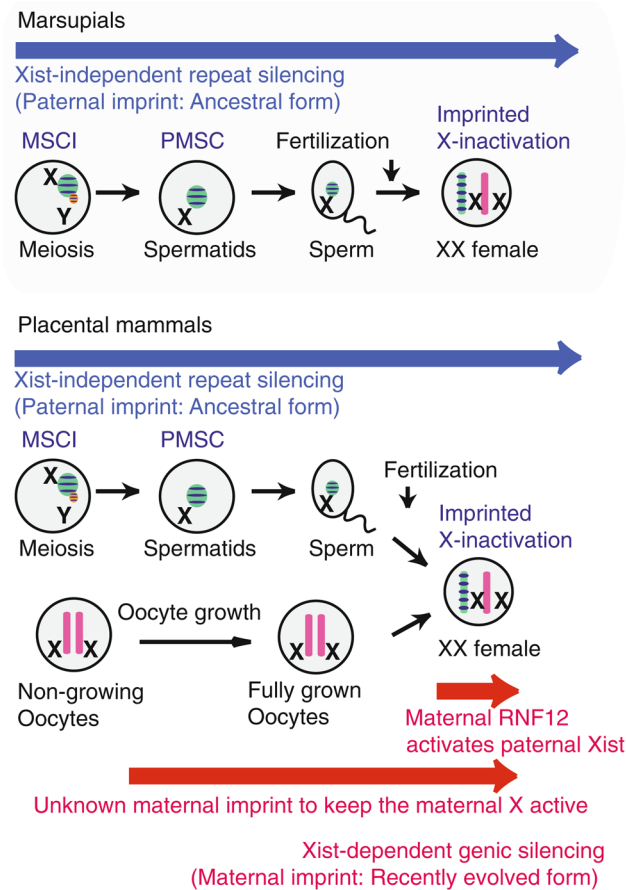 Marsupials
Xist-independent repeat silencing
(Paternal imprint: Ancestral form)
MSCI
PMSC
Fertilization
Imprinted
X-inactivation
X
Y
X
X
X
X
Meiosis
Spermatids
Sperm
XX female
Placental mammals
Xist-independent repeat silencing
(Paternal imprint: Ancestral form)
MSCI
PMSC
Fertilization
X
Y
X
X
Meiosis
Spermatids
Sperm
Imprinted
X-inactivation
X
X
XX female
Oocyte growth
X
X
X
X
Non-growing
Oocytes
Fully grown
Oocytes
Maternal RNF12
activates paternal Xist
Unknown maternal imprint to keep the maternal X active
Xist-dependent genic silencing
(Maternal imprint: Recently evolved form)